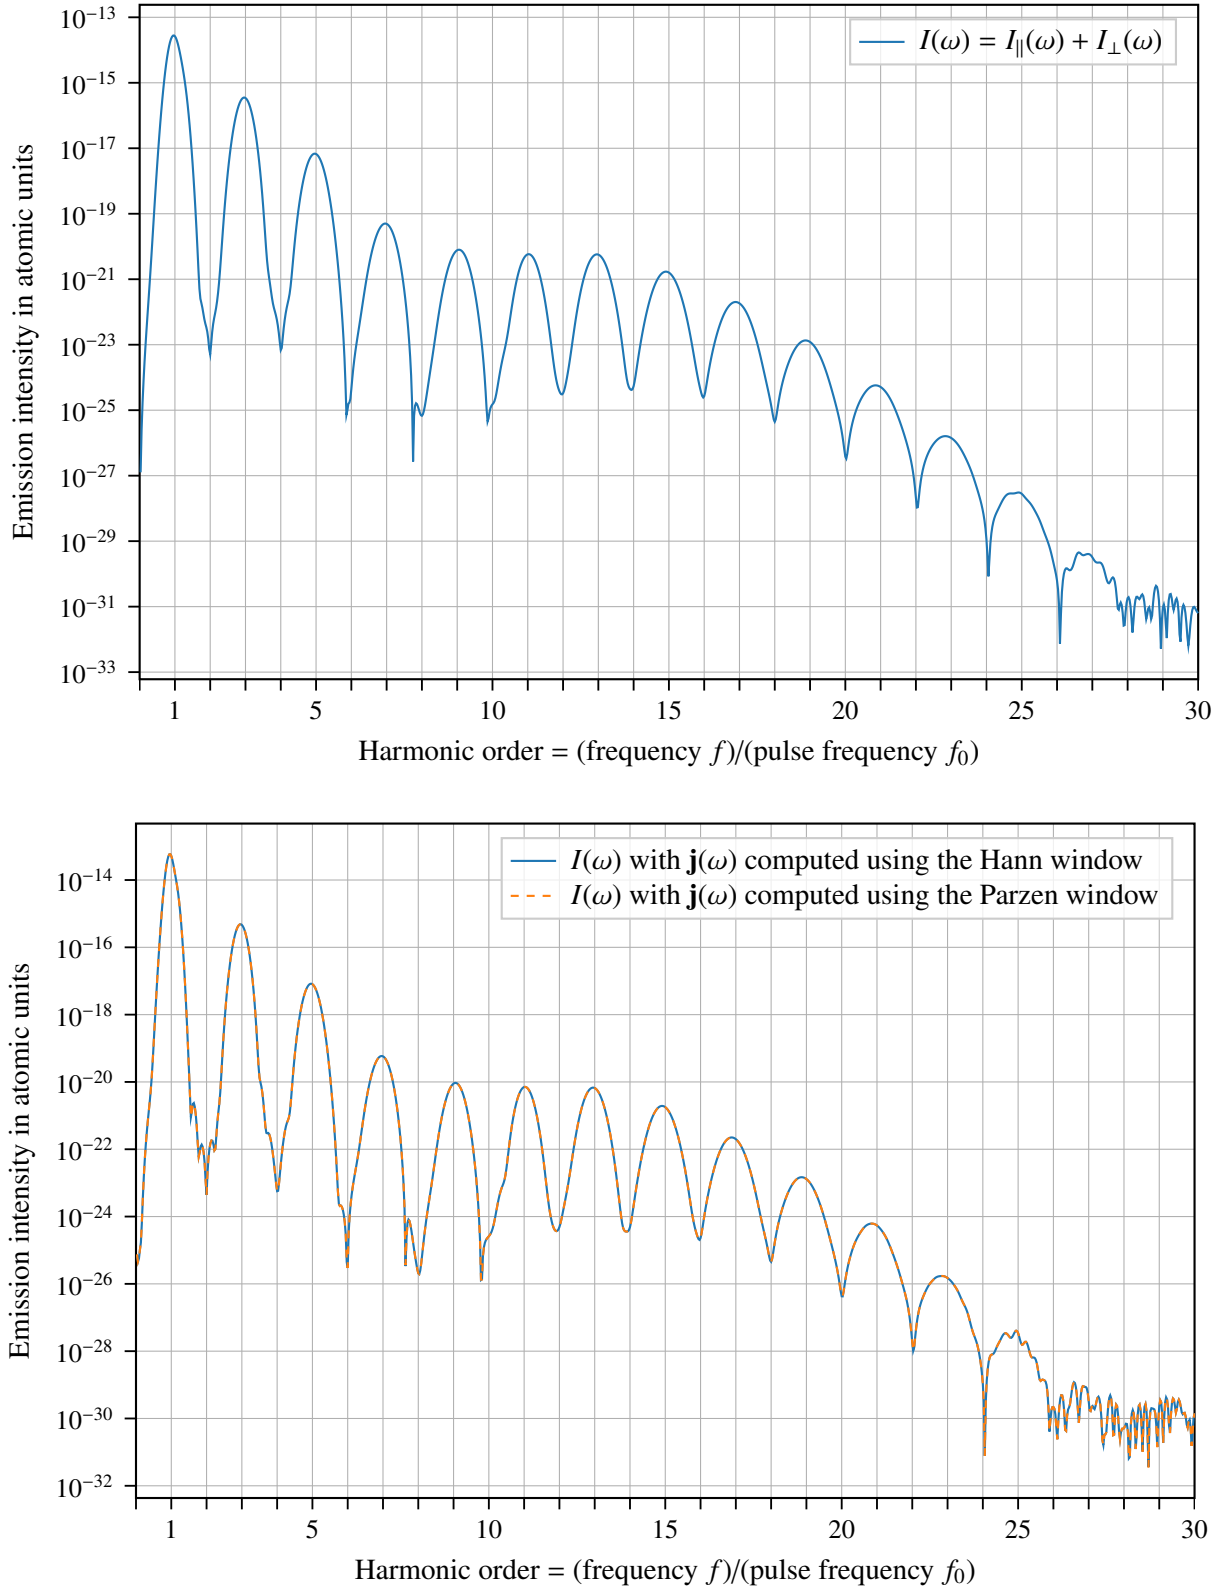 I(ω) = I∥(ω) + I⊥(ω)
Emission intensity in atomic units
10⁻¹³
10⁻¹⁵
10⁻¹⁷
10⁻¹⁹
10⁻²¹
10⁻²³
10⁻²⁵
10⁻²⁷
10⁻²⁹
10⁻³¹
10⁻³³
1 5 10 15 20 25 30
Harmonic order = (frequency f)/(pulse frequency f₀)
I(ω) with j(ω) computed using the Hann window
I(ω) with j(ω) computed using the Parzen window
Emission intensity in atomic units
10⁻¹⁴
10⁻¹⁶
10⁻¹⁸
10⁻²⁰
10⁻²²
10⁻²⁴
10⁻²⁶
10⁻²⁸
10⁻³⁰
10⁻³²
1 5 10 15 20 25 30
Harmonic order = (frequency f)/(pulse frequency f₀)